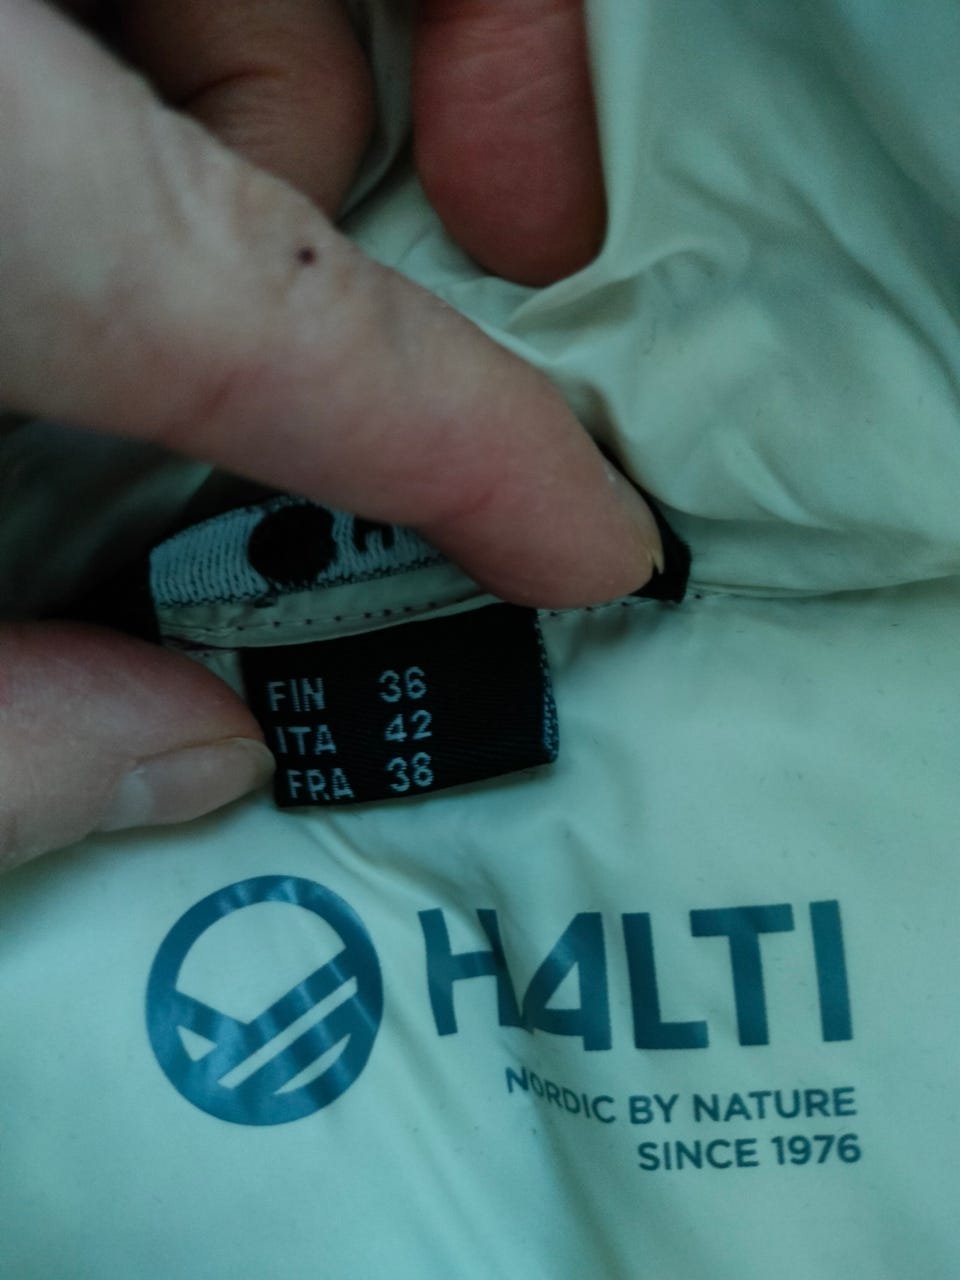 FIN 36
ITA 42
FRA 38
HALTI
NORDIC BY NATURE
SINCE 1976